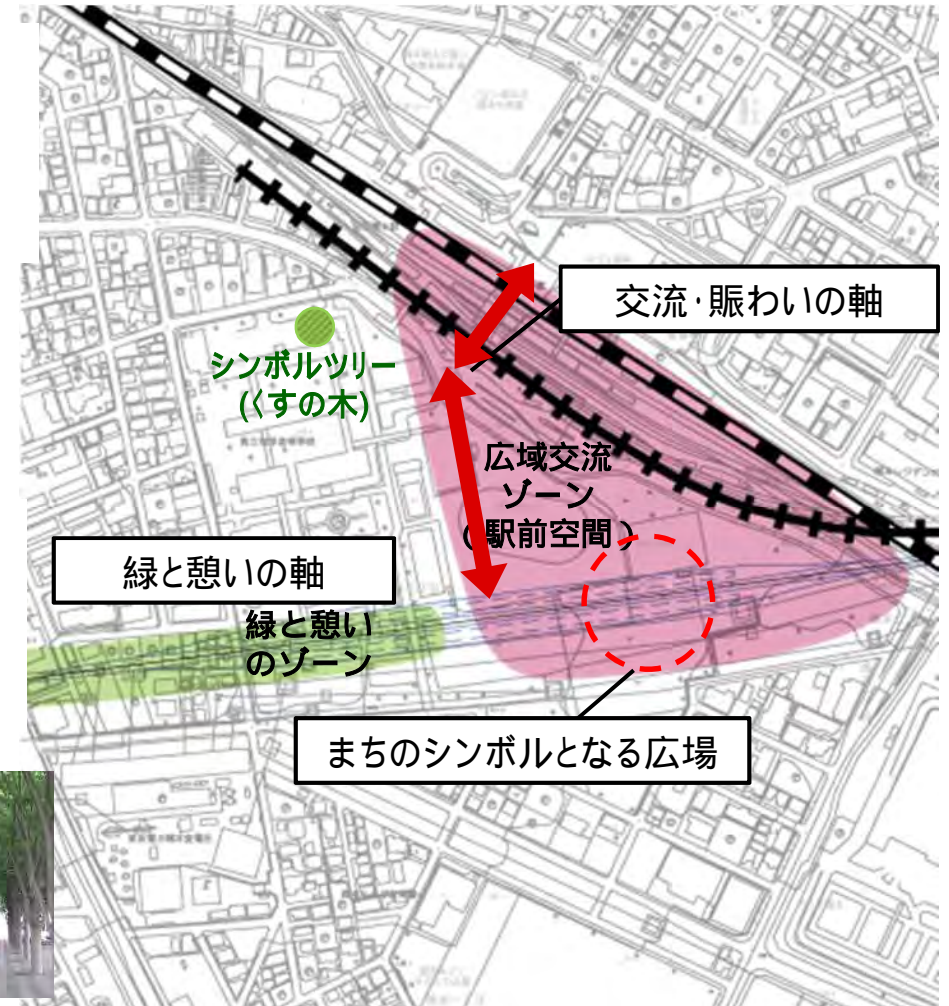 交流・賑わいの軸
シンボルツリー
(くすの木)
広域交流
ゾーン
(駅前空間)
緑と憩いの軸
緑と憩い
のゾーン
まちのシンボルとなる広場